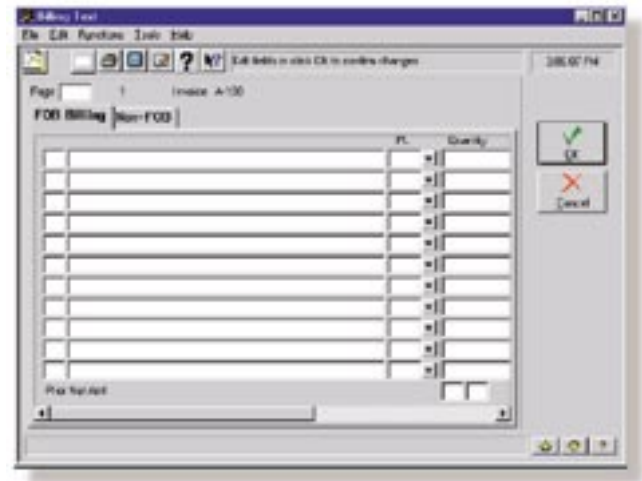 Billing Text
File Edit Functions Tools Help
Edit fields or click OK to confirm changes
Page 1 Invoice A-100
FOB Billing Non-FOB
Quantity
OK
Cancel